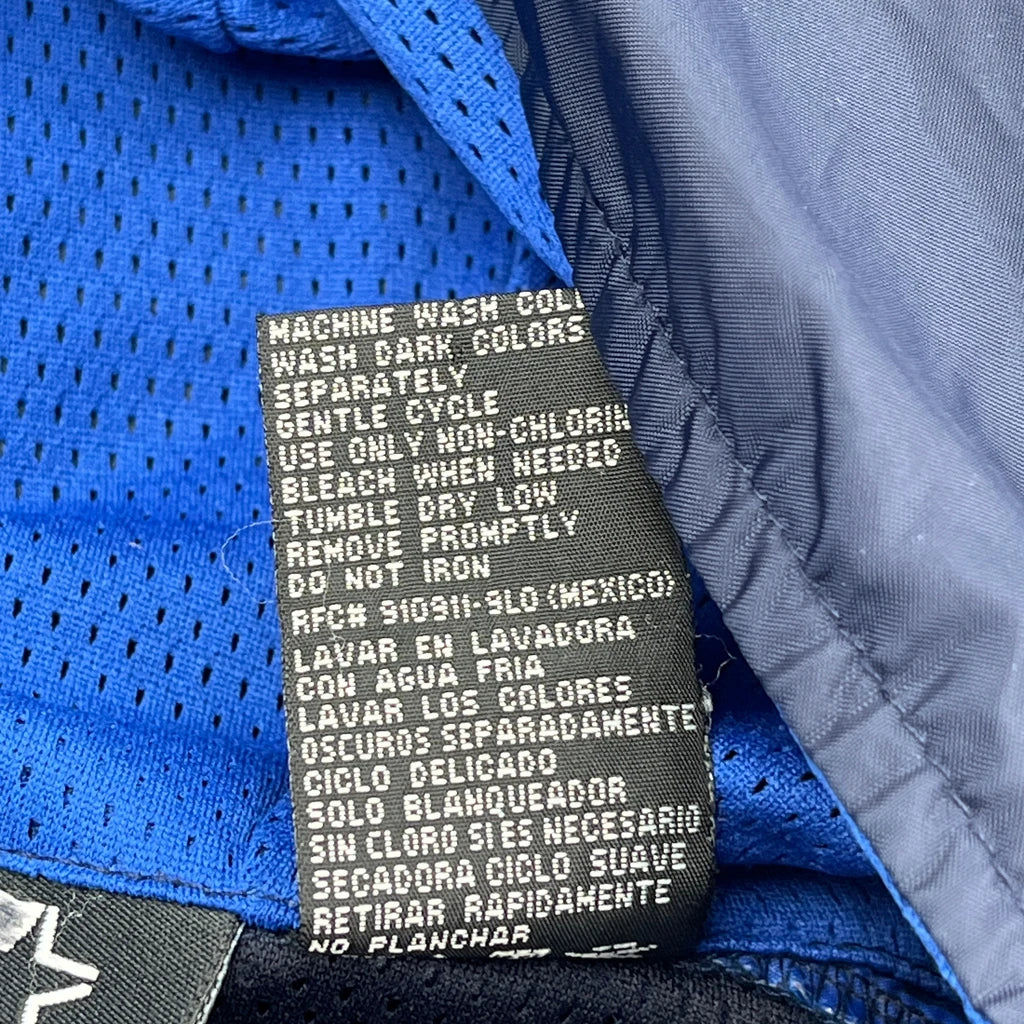 MACHINE WASH COL
WASH DARK COLORS
SEPARATELY
GENTLE CYCLE
USE ONLY NON-CHLORIN
BLEACH WHEN NEEDED
TUMBLE DRY LOW
REMOVE PROMPTLY
DO NOT IRON
RFC# 910911-9L0 (MEXICO)
LAVAR EN LAVADORA
CON AGUA FRIA
LAVAR LOS COLORES
OSCUROS SEPARADAMENTE
CICLO DELICADO
SOLO BLANQUEADOR
SIN CLORO SI ES NECESARIO
SECADORA CICLO SUAVE
RETIRAR RAPIDAMENTE
NO PLANCHAR